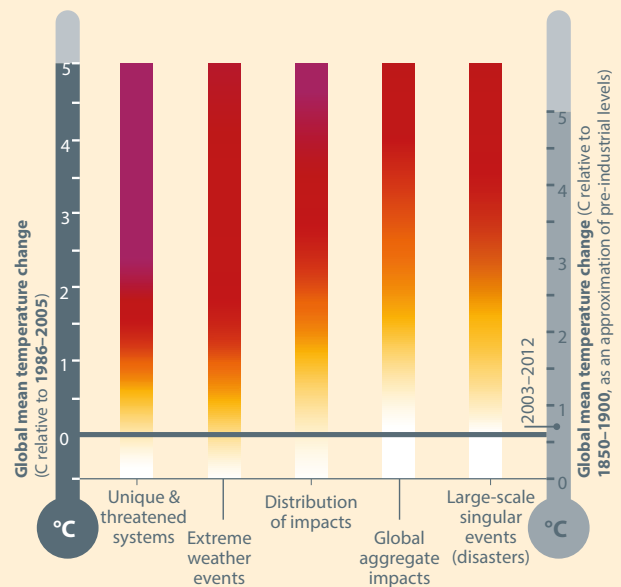 Global mean temperature change
(C relative to 1986–2005)
5
4
3
2
1
0
°C
Unique &
threatened
systems
Extreme
weather
events
Distribution
of impacts
Global
aggregate
impacts
Large-scale
singular
events
(disasters)
2003–2012
5
4
3
2
1
0
°C
Global mean temperature change (C relative to
1850–1900, as an approximation of pre-industrial levels)